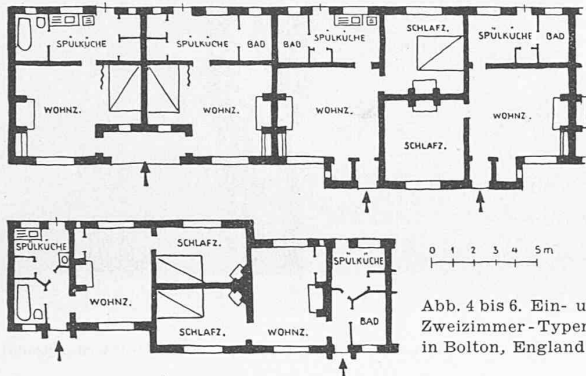 SPÜLKÜCHE
SPÜLKÜCHE
BAD
BAD
SPÜLKÜCHE
SCHLAFZ.
SPÜLKÜCHE
BAD
WOHNZ.
WOHNZ.
WOHNZ.
WOHNZ.
SCHLAFZ.
SPÜLKÜCHE
SCHLAFZ.
SPÜLKÜCHE
WOHNZ.
SCHLAFZ.
WOHNZ.
BAD
0 1 2 3 4 5 m
Abb. 4 bis 6. Ein- u
Zweizimmer-Typen
in Bolton, England